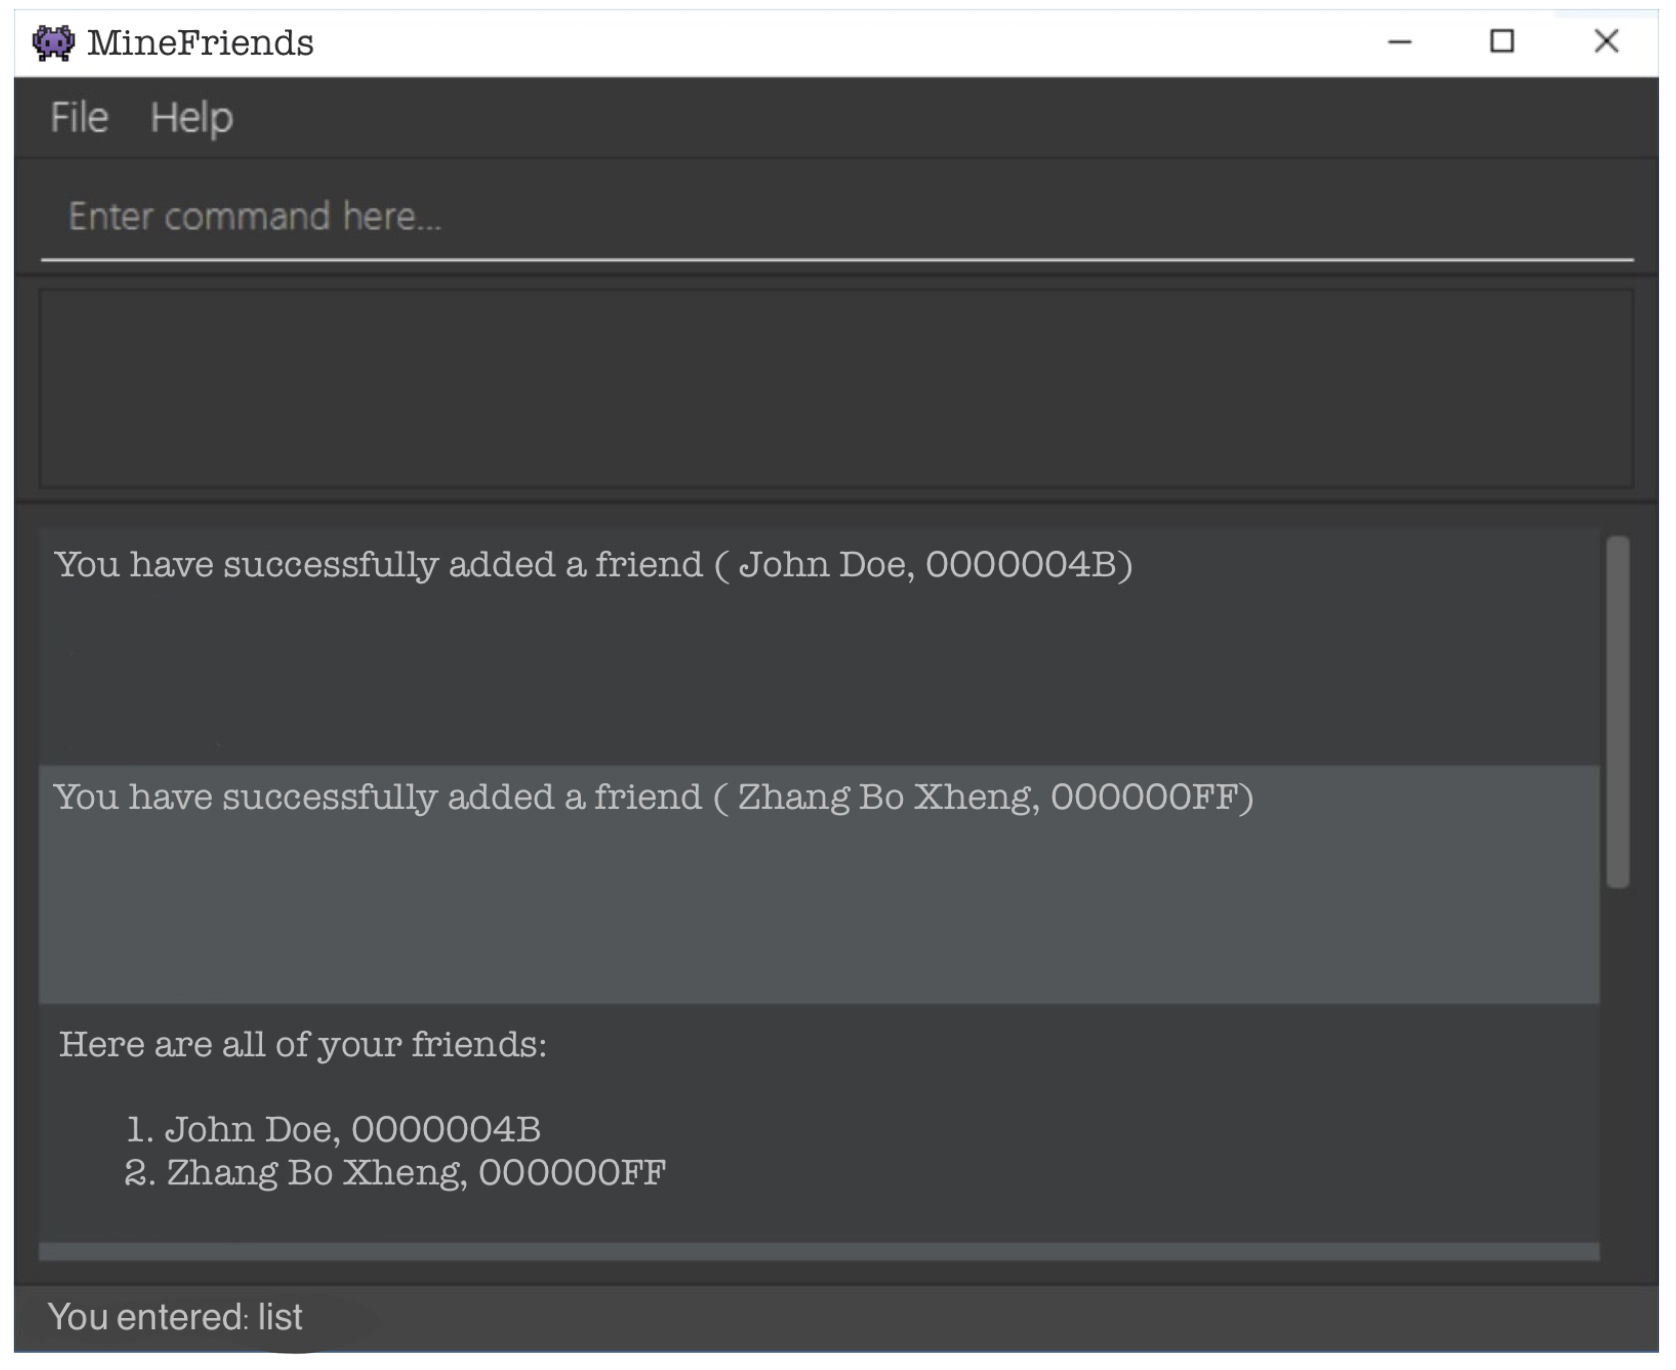 MineFriends
File Help
Enter command here...
You have successfully added a friend ( John Doe, 0000004B)
You have successfully added a friend ( Zhang Bo Xheng, 000000FF)
Here are all of your friends:
1. John Doe, 0000004B
2. Zhang Bo Xheng, 000000FF
You entered: list